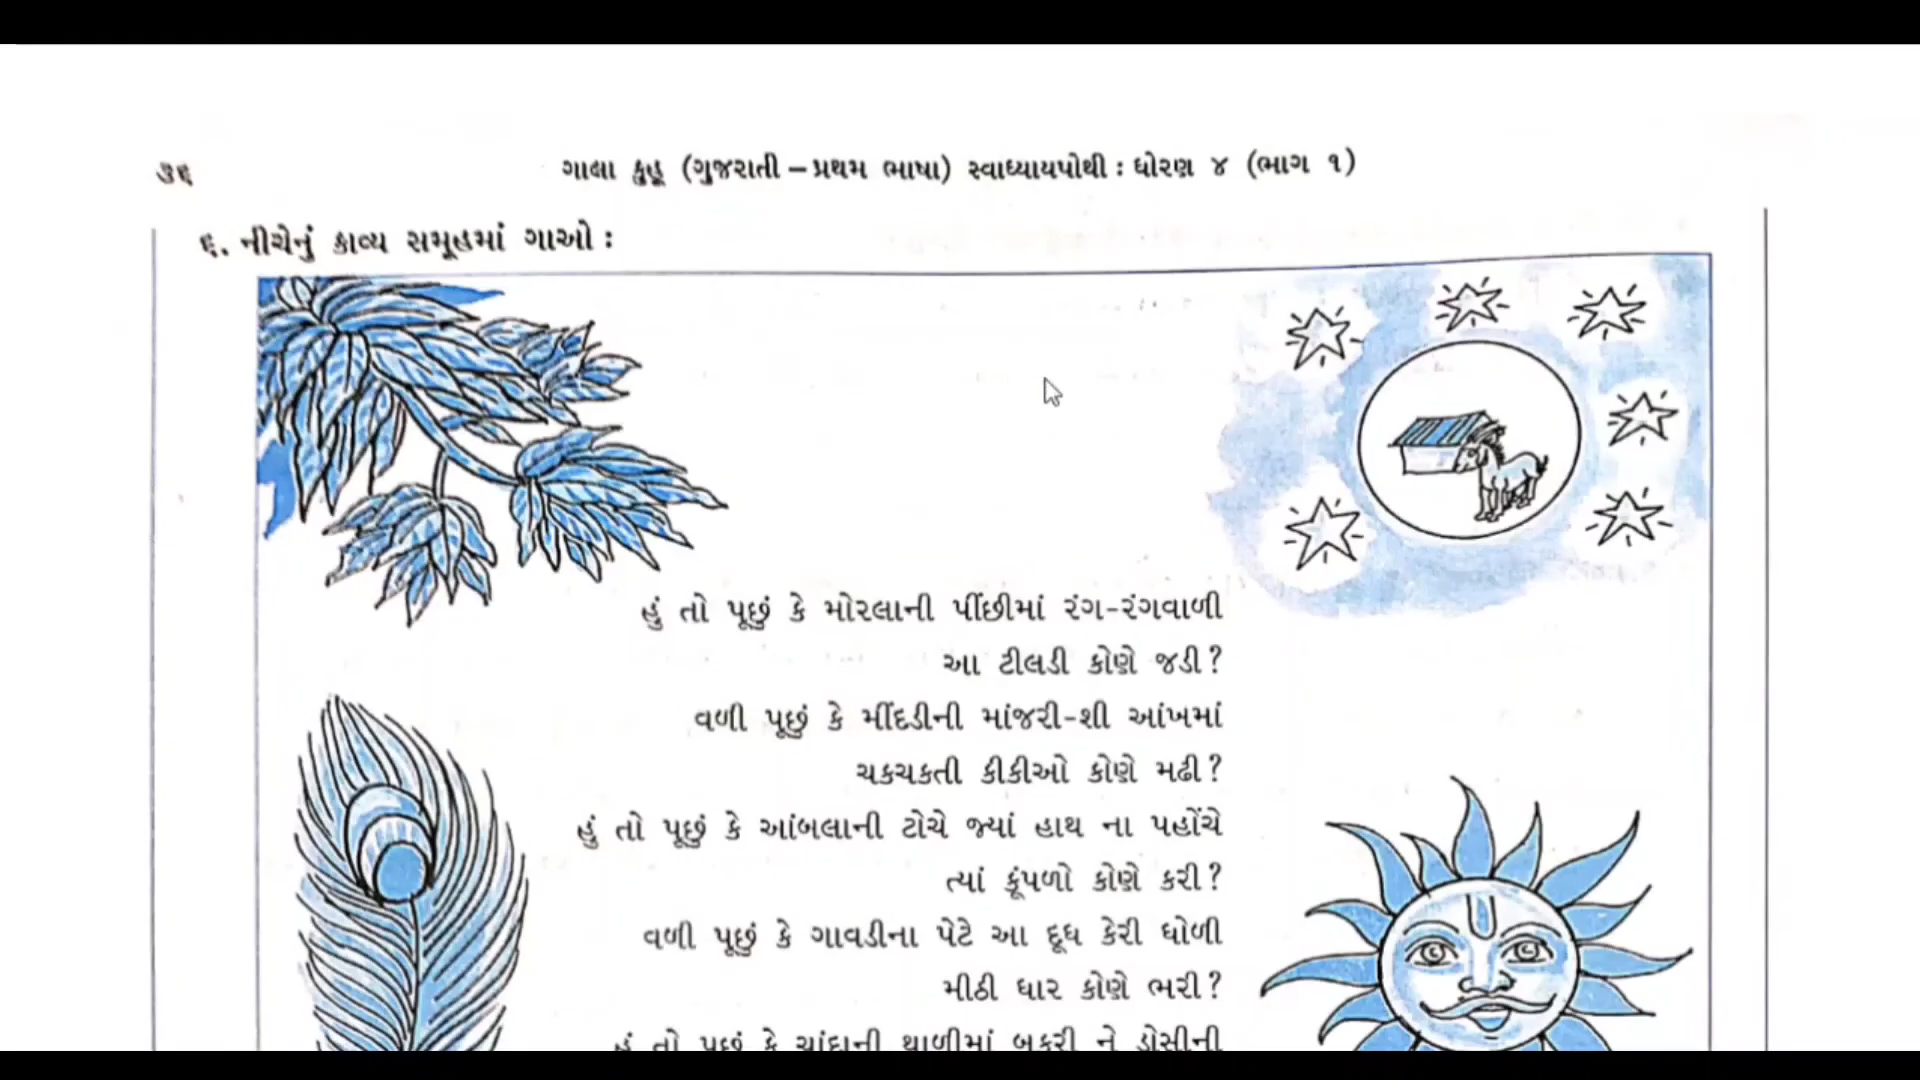 ૩૬
ગાલા કુહૂ (ગુજરાતી – પ્રથમ ભાષા) સ્વાધ્યાયપોથી : ધોરણ ૪ (ભાગ ૧)
૬. નીચેનું કાવ્ય સમૂહમાં ગાઓ :
હું તો પૂછું કે મોરલાની પીંછીમાં રંગ-રંગવાળી
આ ટીલડી કોણે જડી ?
વળી પૂછું કે મીંદડીની માંજરી-શી આંખમાં
ચકચકતી કીકીઓ કોણે મઢી ?
હું તો પૂછું કે આંબલાની ટોચે જ્યાં હાથ ના પહોંચે
ત્યાં કૂંપળો કોણે કરી ?
વળી પૂછું કે ગાવડીના પેટે આ દૂધ કેરી ધોળી
મીઠી ધાર કોણે ભરી ?
હું તો પૂછું કે ચાંદાની થાળીમાં બકરી ને ડોસીની